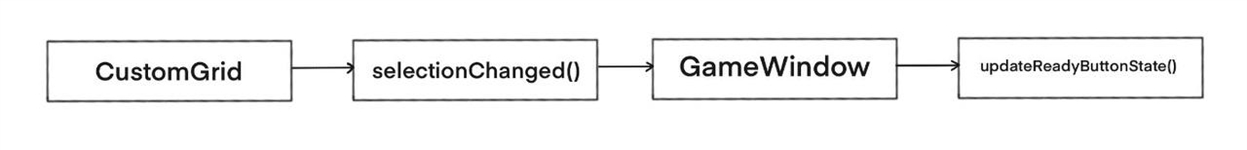 CustomGrid
selectionChanged()
GameWindow
updateReadyButtonState()